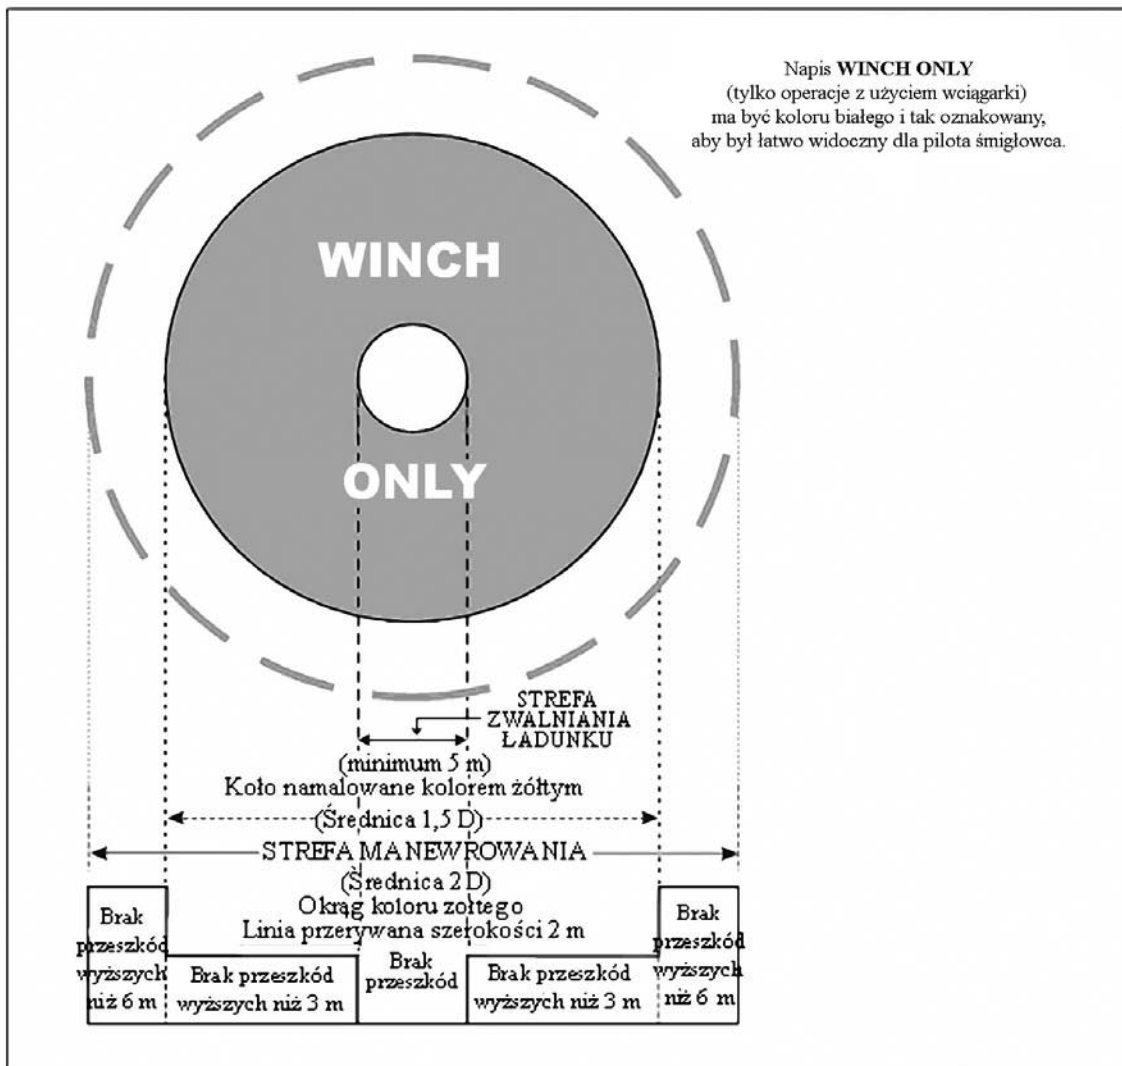 Napis WINCH ONLY
(tylko operacje z użyciem wciągarki)
ma być koloru białego i tak oznakowany,
aby był łatwo widoczny dla pilota śmigłowca.
WINCH
ONLY
STREFA
ZWALNIANIA
ŁADUNKU
(minimum 5 m)
Koło namalowane kolorem żółtym
(Średnica 1,5 D)
STREFA MANEWROWANIA
(Średnica 2 D)
Okrąg koloru zołtego
Linia przerywana szerokości 2 m
Brak
przeszkód
wyższych
niż 6 m
Brak przeszkód
wyższych niż 3 m
Brak
przeszkód
Brak przeszkód
wyższych niż 3 m
Brak
przeszkód
wyższych
niż 6 m